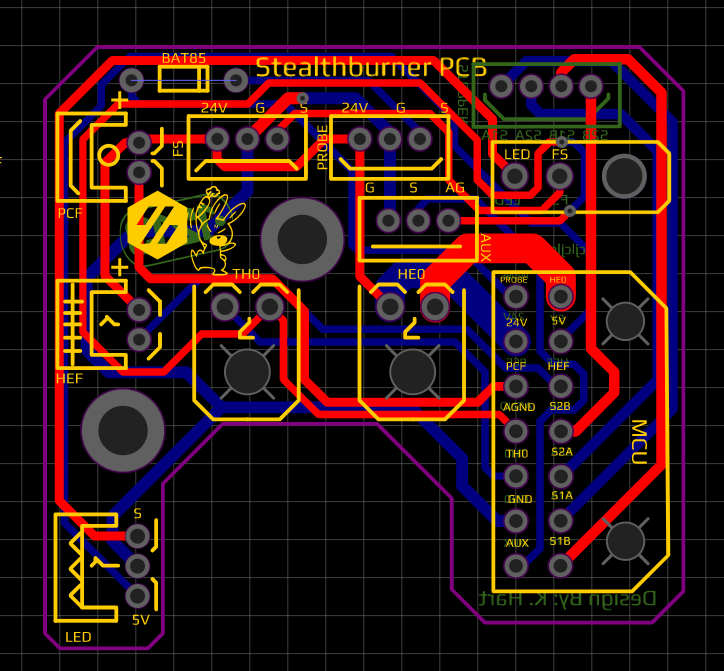 BAT85
Stealthburner PCB
24V G S
24V G S
FS
PROBE
LED FS
PCF
G S AG
AUX
TH0
HE0
PROBE HE0
24V 5V
HEF
PCF HEF
AGND S2B
MCU
TH0 S2A
GND S1A
S
AUX S1B
Design By: K. Hart
5V
LED